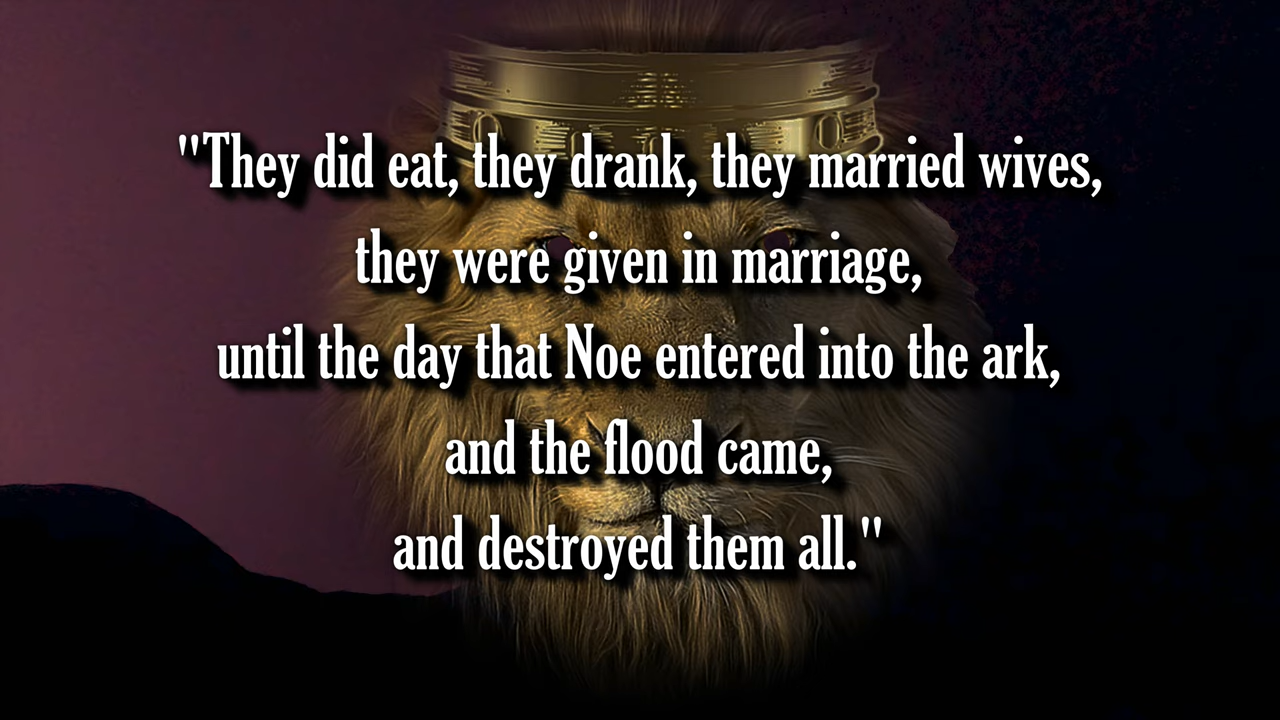 "They did eat, they drank, they married wives,
they were given in marriage,
until the day that Noe entered into the ark,
and the flood came,
and destroyed them all."